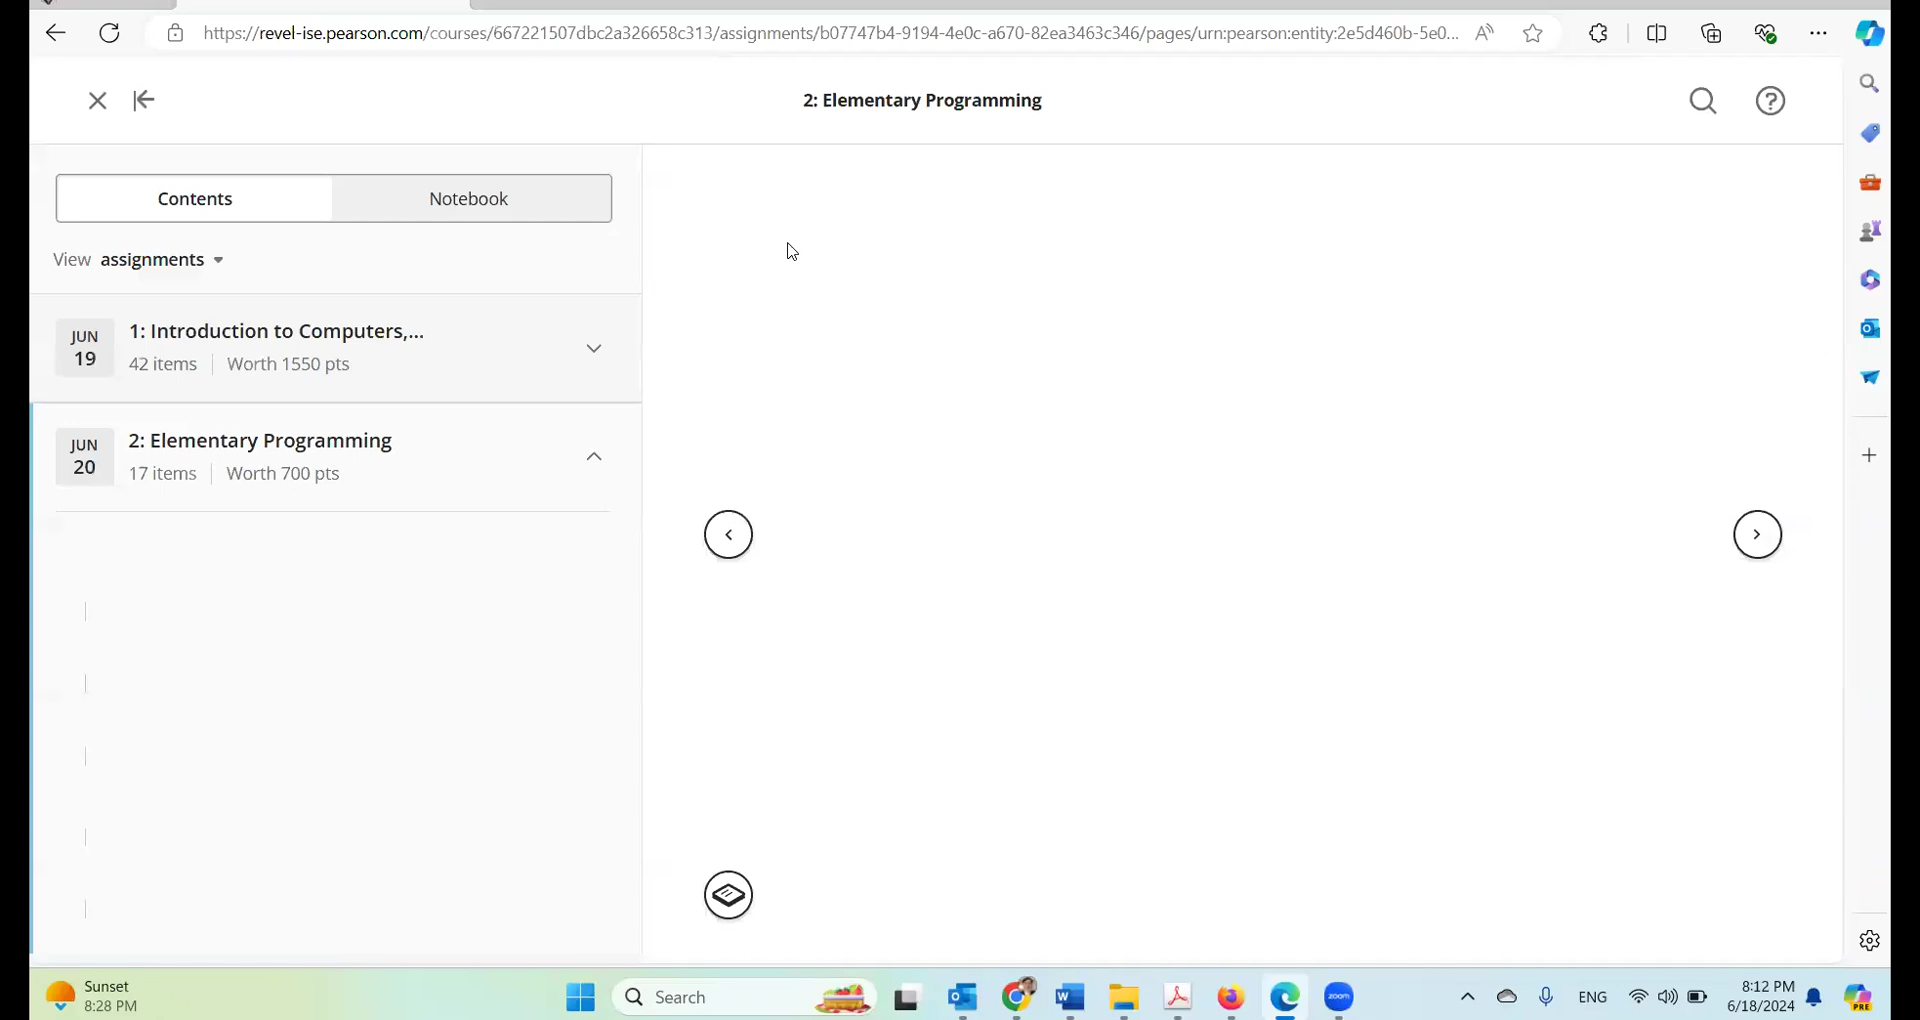 https://revel-ise.pearson.com/courses/667221507dbc2a326658c313/assignments/b07747b4-9194-4e0c-a670-82ea3463c346/pages/urn:pearson:entity:2e5d460b-5e0...
2: Elementary Programming
Contents
Notebook
View assignments
JUN
19
1: Introduction to Computers,...
42 items
Worth 1550 pts
JUN
20
2: Elementary Programming
17 items
Worth 700 pts
Sunset
8:28 PM
Search
zoom
ENG
8:12 PM
6/18/2024
PRE